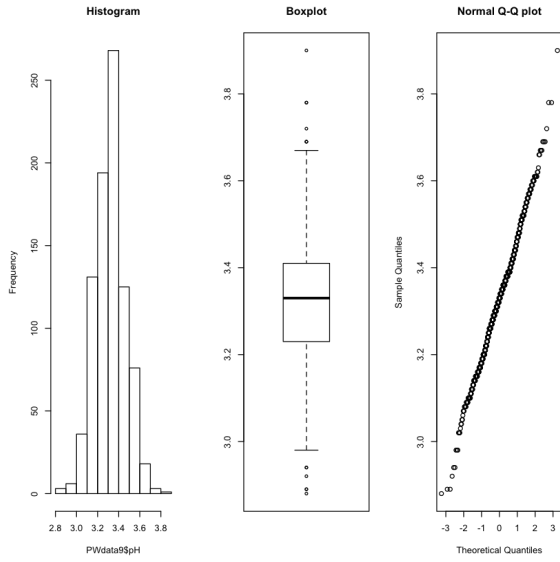 Histogram
Frequency
0
50
100
150
200
250
2.8 3.0 3.2 3.4 3.6 3.8
PWdata9$pH
Boxplot
3.0
3.2
3.4
3.6
3.8
Normal Q-Q plot
Sample Quantiles
3.0
3.2
3.4
3.6
3.8
-3 -2 -1 0 1 2 3
Theoretical Quantiles